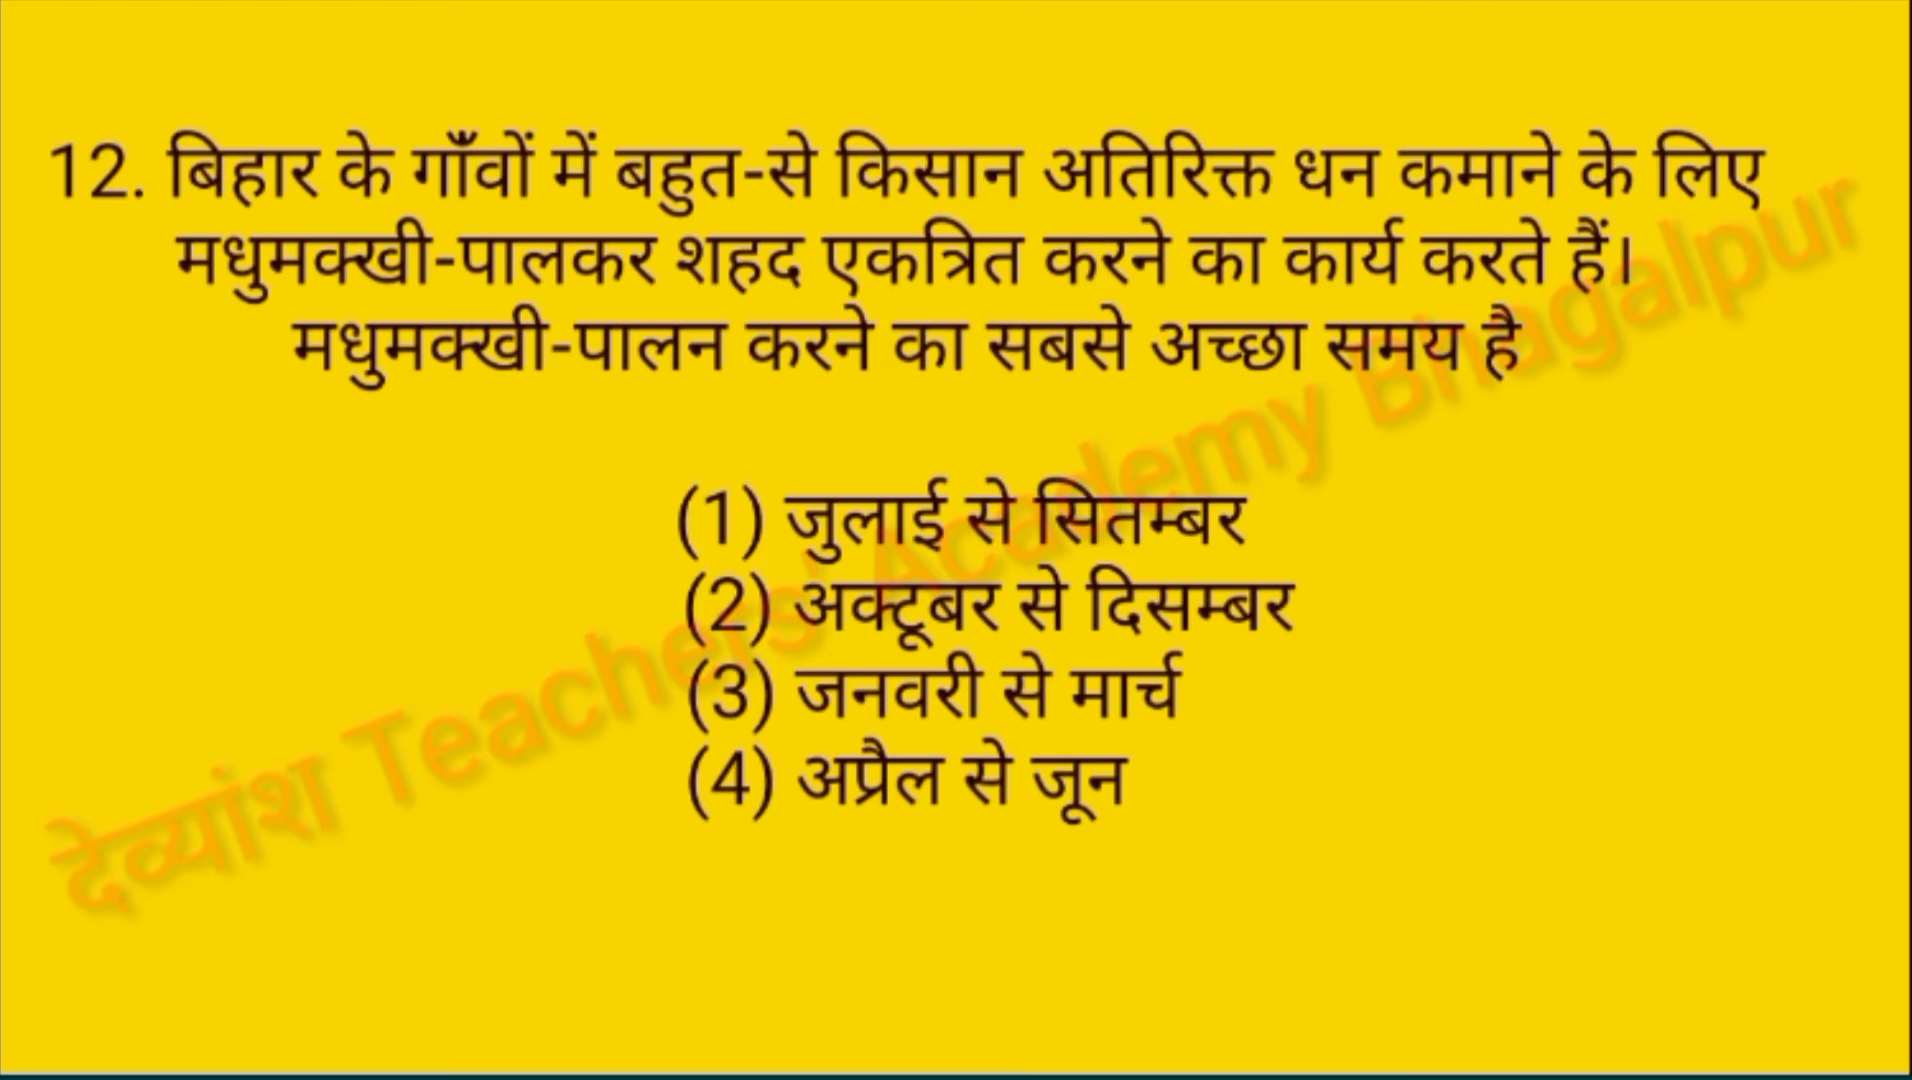 12. बिहार के गाँवों में बहुत-से किसान अतिरिक्त धन कमाने के लिए
मधुमक्खी-पालकर शहद एकत्रित करने का कार्य करते हैं।
मधुमक्खी-पालन करने का सबसे अच्छा समय है
(1) जुलाई से सितम्बर
(2) अक्टूबर से दिसम्बर
(3) जनवरी से मार्च
(4) अप्रैल से जून
देव्यांश Teachers' Academy Bhagalpur